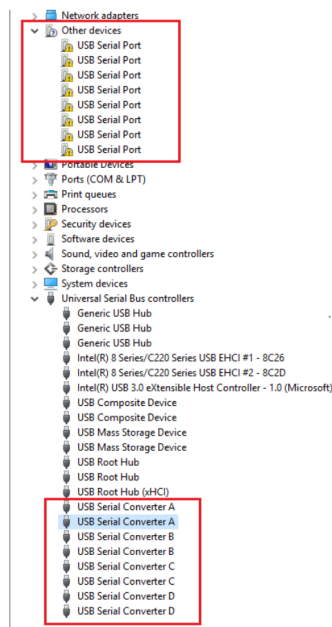 Network adapters
Other devices
USB Serial Port
USB Serial Port
USB Serial Port
USB Serial Port
USB Serial Port
USB Serial Port
USB Serial Port
USB Serial Port
Portable Devices
Ports (COM & LPT)
Print queues
Processors
Security devices
Software devices
Sound, video and game controllers
Storage controllers
System devices
Universal Serial Bus controllers
Generic USB Hub
Generic USB Hub
Generic USB Hub
Intel(R) 8 Series/C220 Series USB EHCI #1 - 8C26
Intel(R) 8 Series/C220 Series USB EHCI #2 - 8C2D
Intel(R) USB 3.0 eXtensible Host Controller - 1.0 (Microsoft)
USB Composite Device
USB Composite Device
USB Mass Storage Device
USB Mass Storage Device
USB Root Hub
USB Root Hub
USB Root Hub (xHCI)
USB Serial Converter A
USB Serial Converter A
USB Serial Converter B
USB Serial Converter B
USB Serial Converter C
USB Serial Converter C
USB Serial Converter D
USB Serial Converter D